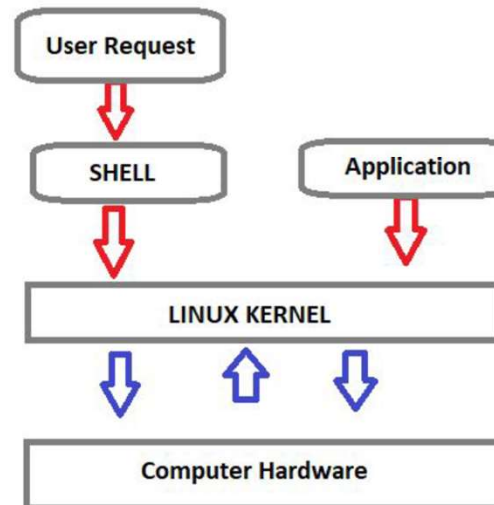 User Request
SHELL
Application
LINUX KERNEL
Computer Hardware